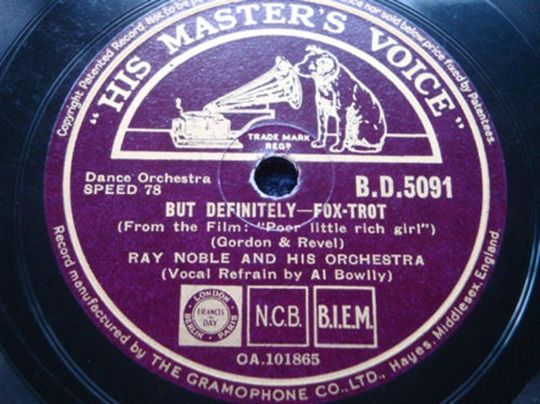 Copyright Patented Record. Not to be
nor sold below price fixed by Patentees.
"HIS MASTER'S VOICE"
TRADE MARK
REGD
Dance Orchestra
SPEED 78
B.D.5091
BUT DEFINITELY—FOX-TROT
(From the Film: "Poor little rich girl")
(Gordon & Revel)
RAY NOBLE AND HIS ORCHESTRA
(Vocal Refrain by Al Bowlly)
LONDON
FRANCIS
DAY
BERLIN PARIS
N.C.B.
B.I.E.M.
OA.101865
Record manufactured by THE GRAMOPHONE CO., LTD., Hayes, Middlesex, England.